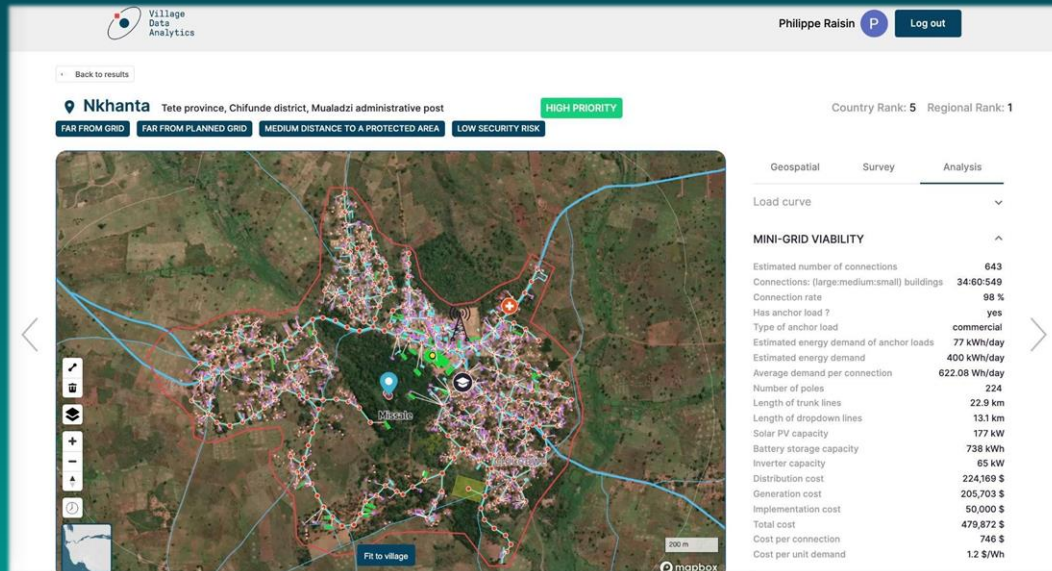 Village
Data
Analytics
Philippe Raisin
P
Log out
Back to results
Nkhanta
Tete province, Chifunde district, Mualadzi administrative post
HIGH PRIORITY
Country Rank: 5 Regional Rank: 1
FAR FROM GRID
FAR FROM PLANNED GRID
MEDIUM DISTANCE TO A PROTECTED AREA
LOW SECURITY RISK
Geospatial
Survey
Analysis
Load curve
MINI-GRID VIABILITY
Estimated number of connections 643
Connections: (large:medium:small) buildings 34:60:549
Connection rate 98 %
Has anchor load ? yes
Type of anchor load commercial
Estimated energy demand of anchor loads 77 kWh/day
Estimated energy demand 400 kWh/day
Average demand per connection 622.08 Wh/day
Number of poles 224
Length of trunk lines 22.9 km
Length of dropdown lines 13.1 km
Solar PV capacity 177 kW
Battery storage capacity 738 kWh
Inverter capacity 65 kW
Distribution cost 224,169 $
Generation cost 205,703 $
Implementation cost 50,000 $
Total cost 479,872 $
Cost per connection 746 $
Cost per unit demand 1.2 $/Wh
Missale
Fit to village
200 m
mapbox